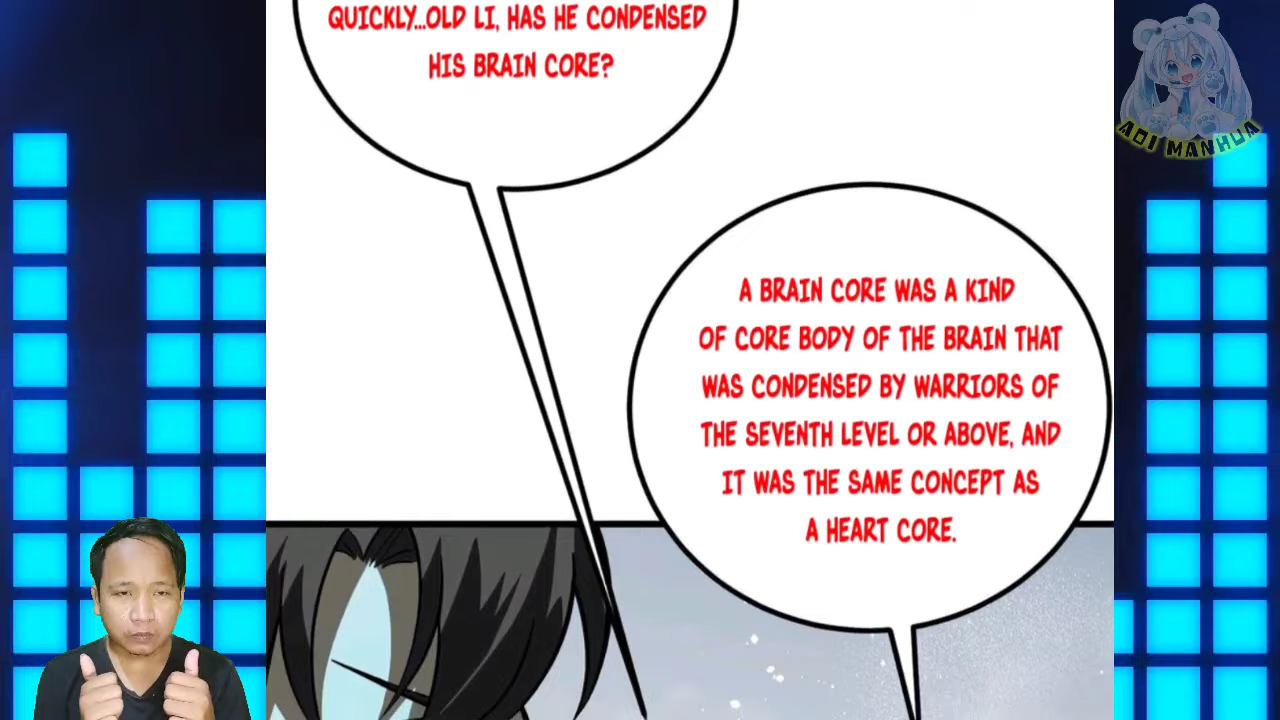 QUICKLY...OLD LI, HAS HE CONDENSED
HIS BRAIN CORE?
A BRAIN CORE WAS A KIND
OF CORE BODY OF THE BRAIN THAT
WAS CONDENSED BY WARRIORS OF
THE SEVENTH LEVEL OR ABOVE, AND
IT WAS THE SAME CONCEPT AS
A HEART CORE.
AOI MANHUA